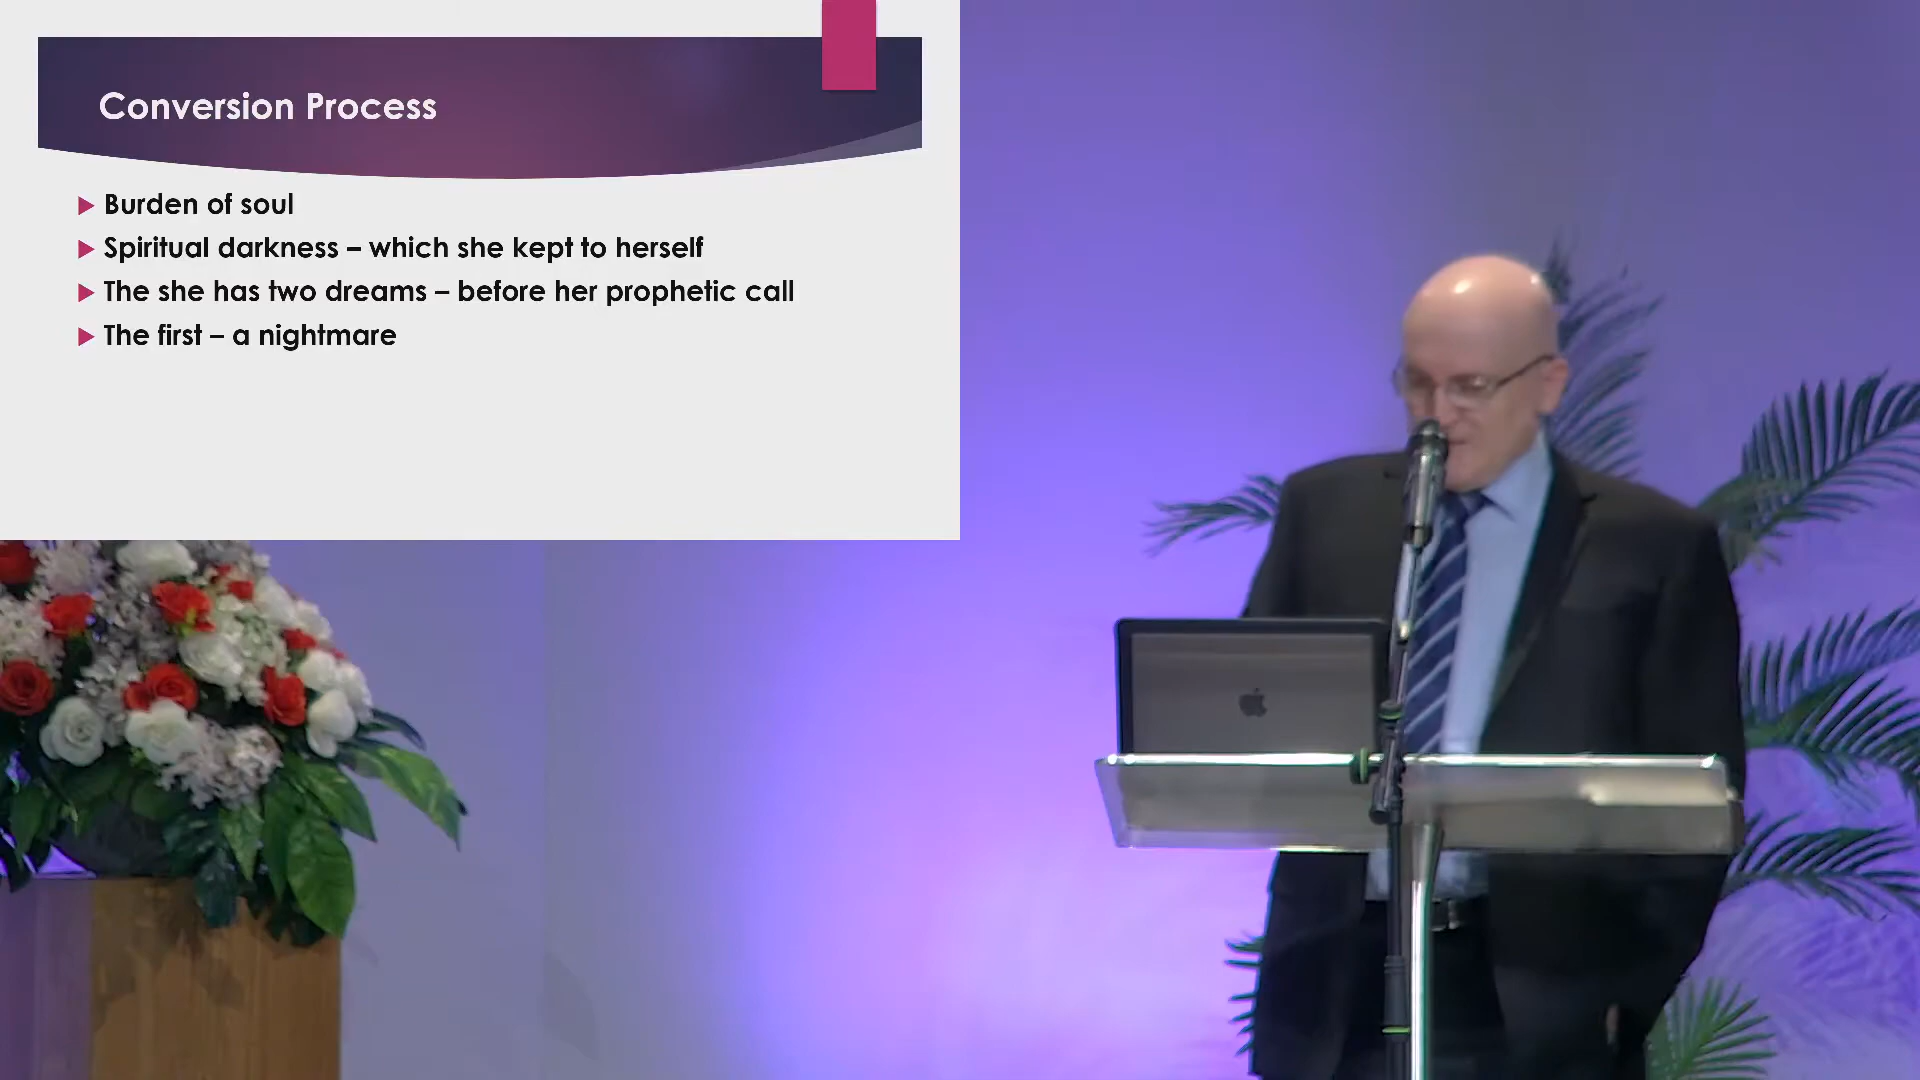 Conversion Process
Burden of soul
Spiritual darkness – which she kept to herself
The she has two dreams – before her prophetic call
The first – a nightmare